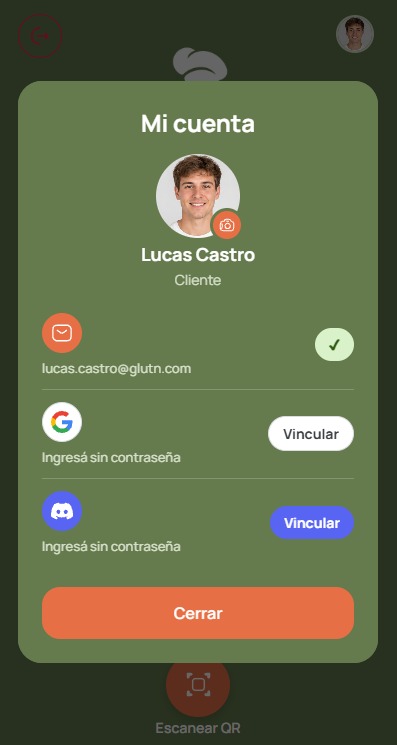 Mi cuenta
Lucas Castro
Cliente
lucas.castro@glutn.com
Vincular
Ingresá sin contraseña
Vincular
Ingresá sin contraseña
Cerrar
Escanear QR